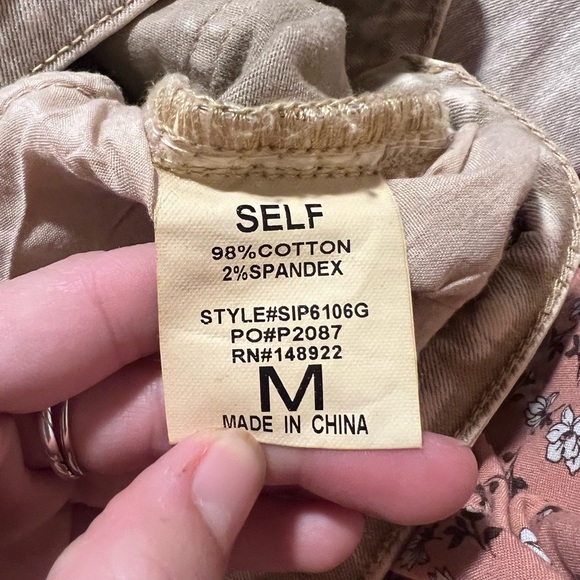 SELF
98%COTTON
2%SPANDEX
STYLE#SIP6106G
PO#P2087
RN#148922
M
MADE IN CHINA